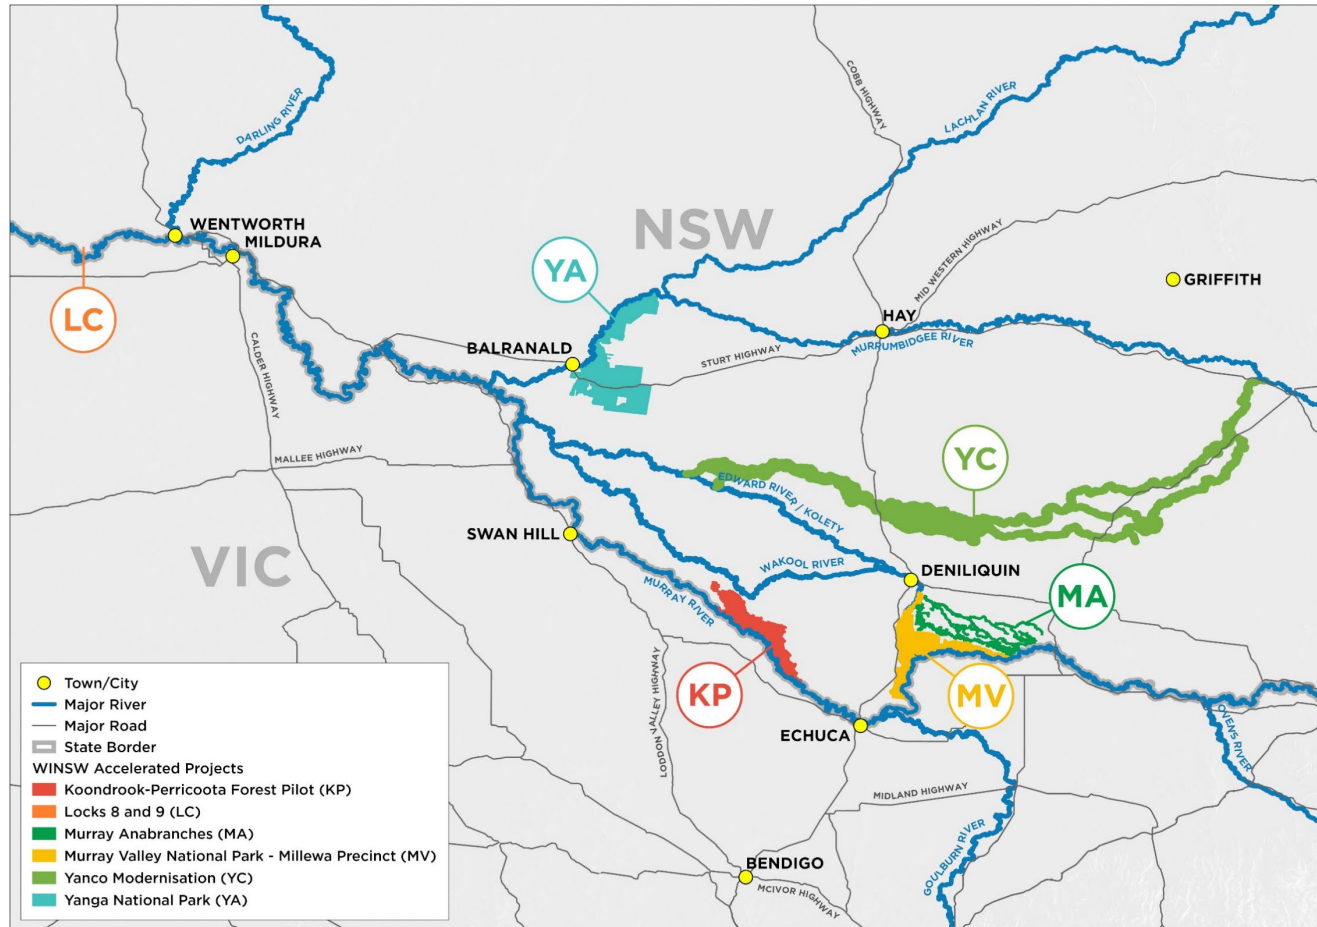 COBB HIGHWAY
LACHLAN RIVER
DARLING RIVER
NSW
WENTWORTH
MILDURA
MID WESTERN HIGHWAY
YA
GRIFFITH
LC
HAY
MURRUMBIDGEE RIVER
BALRANALD
STURT HIGHWAY
CALDER HIGHWAY
MALLEE HIGHWAY
YC
EDWARD RIVER / KOLETY
SWAN HILL
VIC
WAKOOL RIVER
DENILIQUIN
MURRAY RIVER
MA
KP
MV
LODDON VALLEY HIGHWAY
ECHUCA
OVENS RIVER
MIDLAND HIGHWAY
GOULBURN RIVER
BENDIGO
MCIVOR HIGHWAY
Town/City
Major River
Major Road
State Border
WINSW Accelerated Projects
Koondrook-Perricoota Forest Pilot (KP)
Locks 8 and 9 (LC)
Murray Anabranches (MA)
Murray Valley National Park - Millewa Precinct (MV)
Yanco Modernisation (YC)
Yanga National Park (YA)